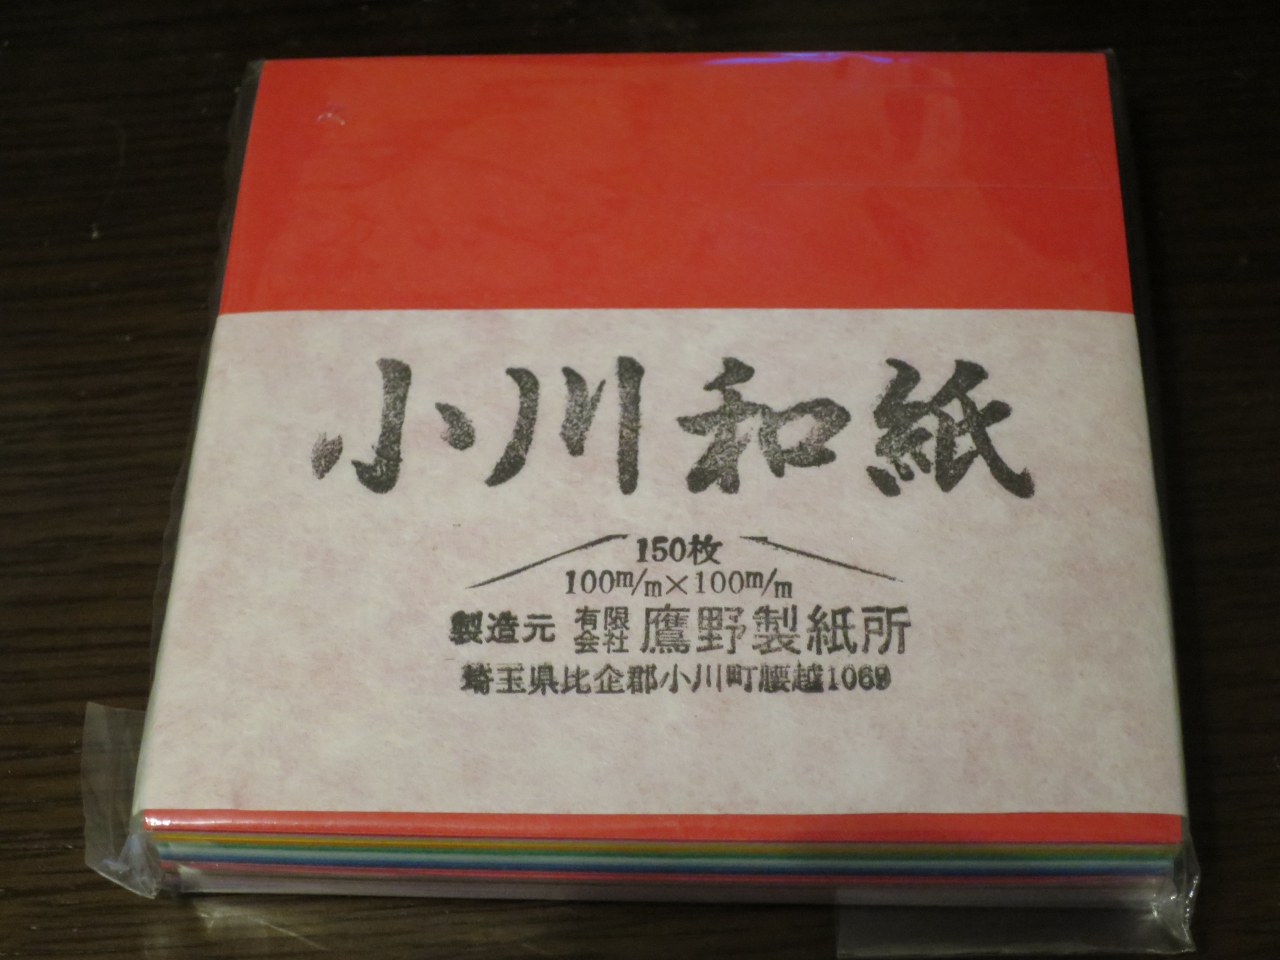 小川和紙
150枚
100m/m×100m/m
製造元 有限会社 鷹野製紙所
埼玉県比企郡小川町腰越1069